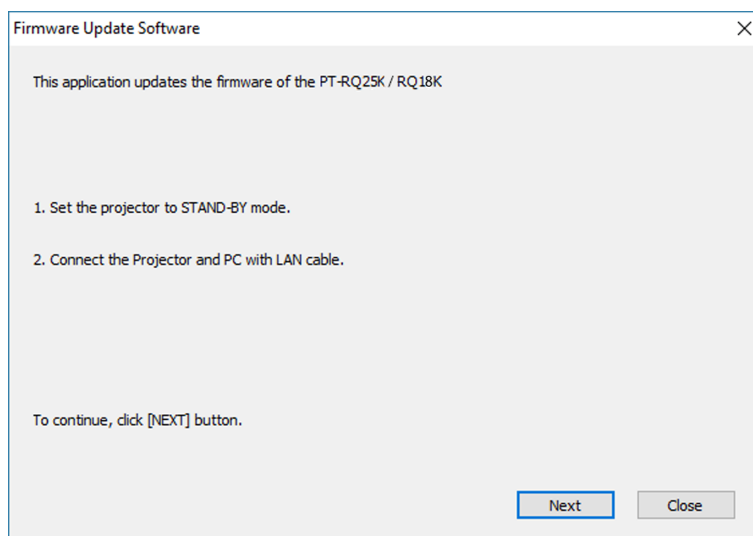 Firmware Update Software
This application updates the firmware of the PT-RQ25K / RQ18K
1. Set the projector to STAND-BY mode.
2. Connect the Projector and PC with LAN cable.
To continue, click [NEXT] button.
Next
Close